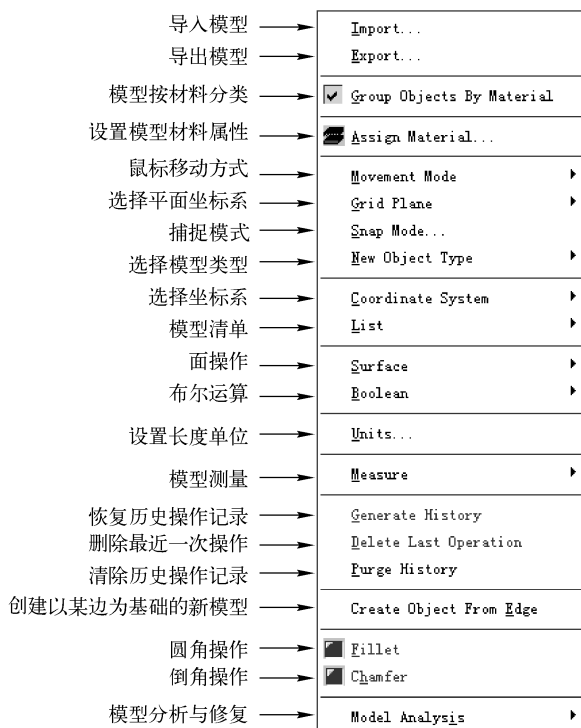 导入模型 Import...
导出模型 Export...
模型按材料分类 Group Objects By Material
设置模型材料属性 Assign Material...
鼠标移动方式 Movement Mode
选择平面坐标系 Grid Plane
捕捉模式 Snap Mode...
选择模型类型 New Object Type
选择坐标系 Coordinate System
模型清单 List
面操作 Surface
布尔运算 Boolean
设置长度单位 Units...
模型测量 Measure
恢复历史操作记录 Generate History
删除最近一次操作 Delete Last Operation
清除历史操作记录 Purge History
创建以某边为基础的新模型 Create Object From Edge
圆角操作 Fillet
倒角操作 Chamfer
模型分析与修复 Model Analysis